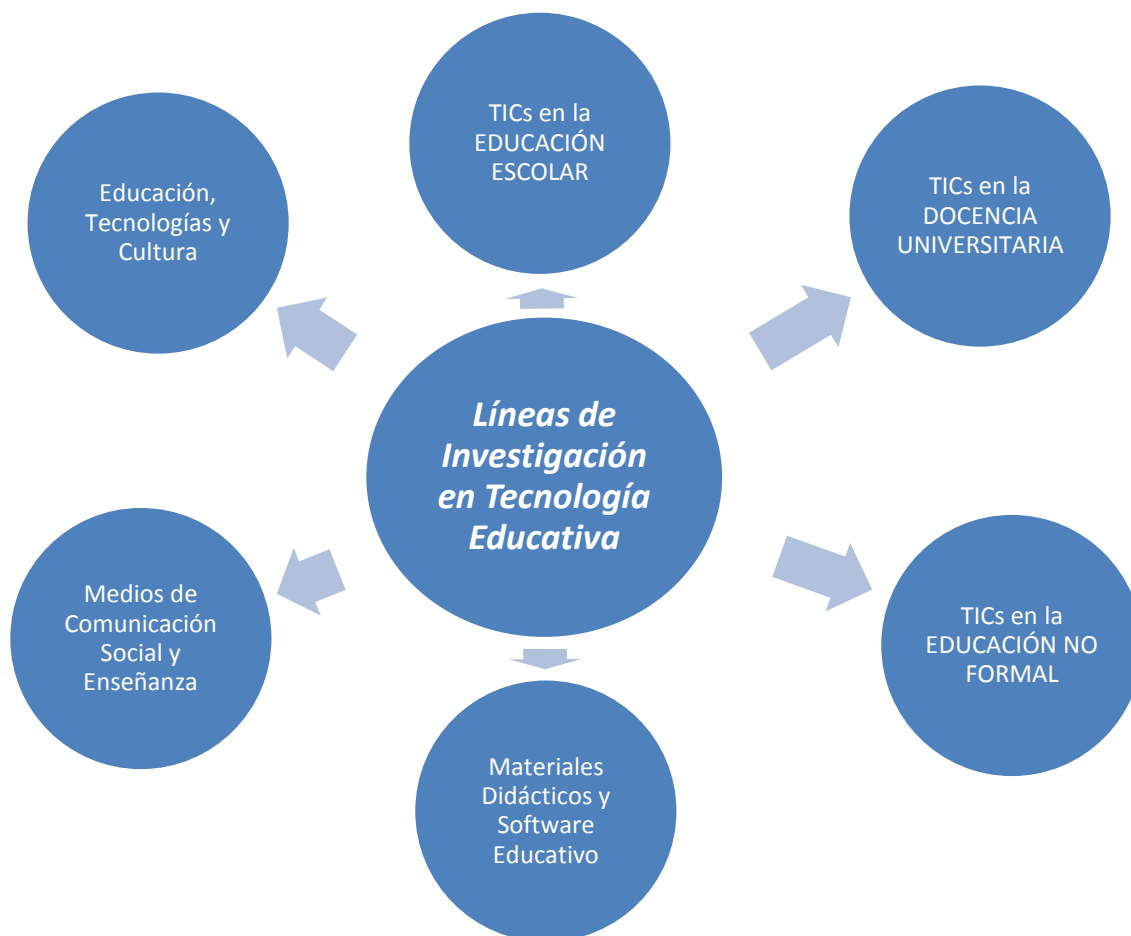 TICs en la
EDUCACIÓN
ESCOLAR
TICs en la
DOCENCIA
UNIVERSITARIA
Educación,
Tecnologías y
Cultura
Líneas de
Investigación
en Tecnología
Educativa
Medios de
Comunicación
Social y
Enseñanza
TICs en la
EDUCACIÓN NO
FORMAL
Materiales
Didácticos y
Software
Educativo